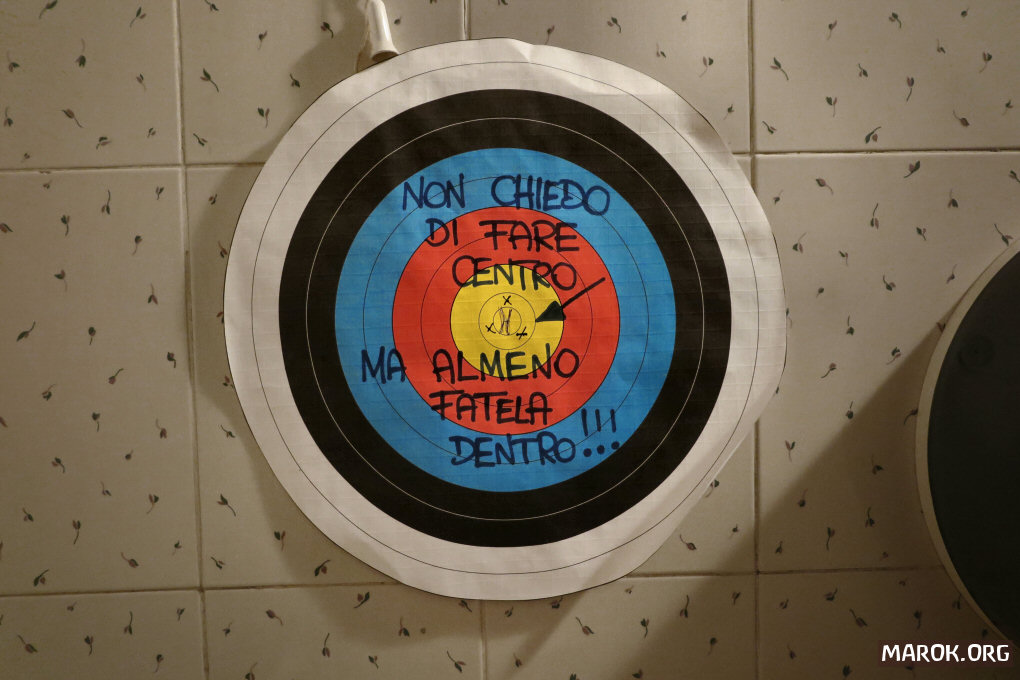 NON CHIEDO
DI FARE
CENTRO
MA ALMENO
FATELA
DENTRO!!!
MAROK.ORG